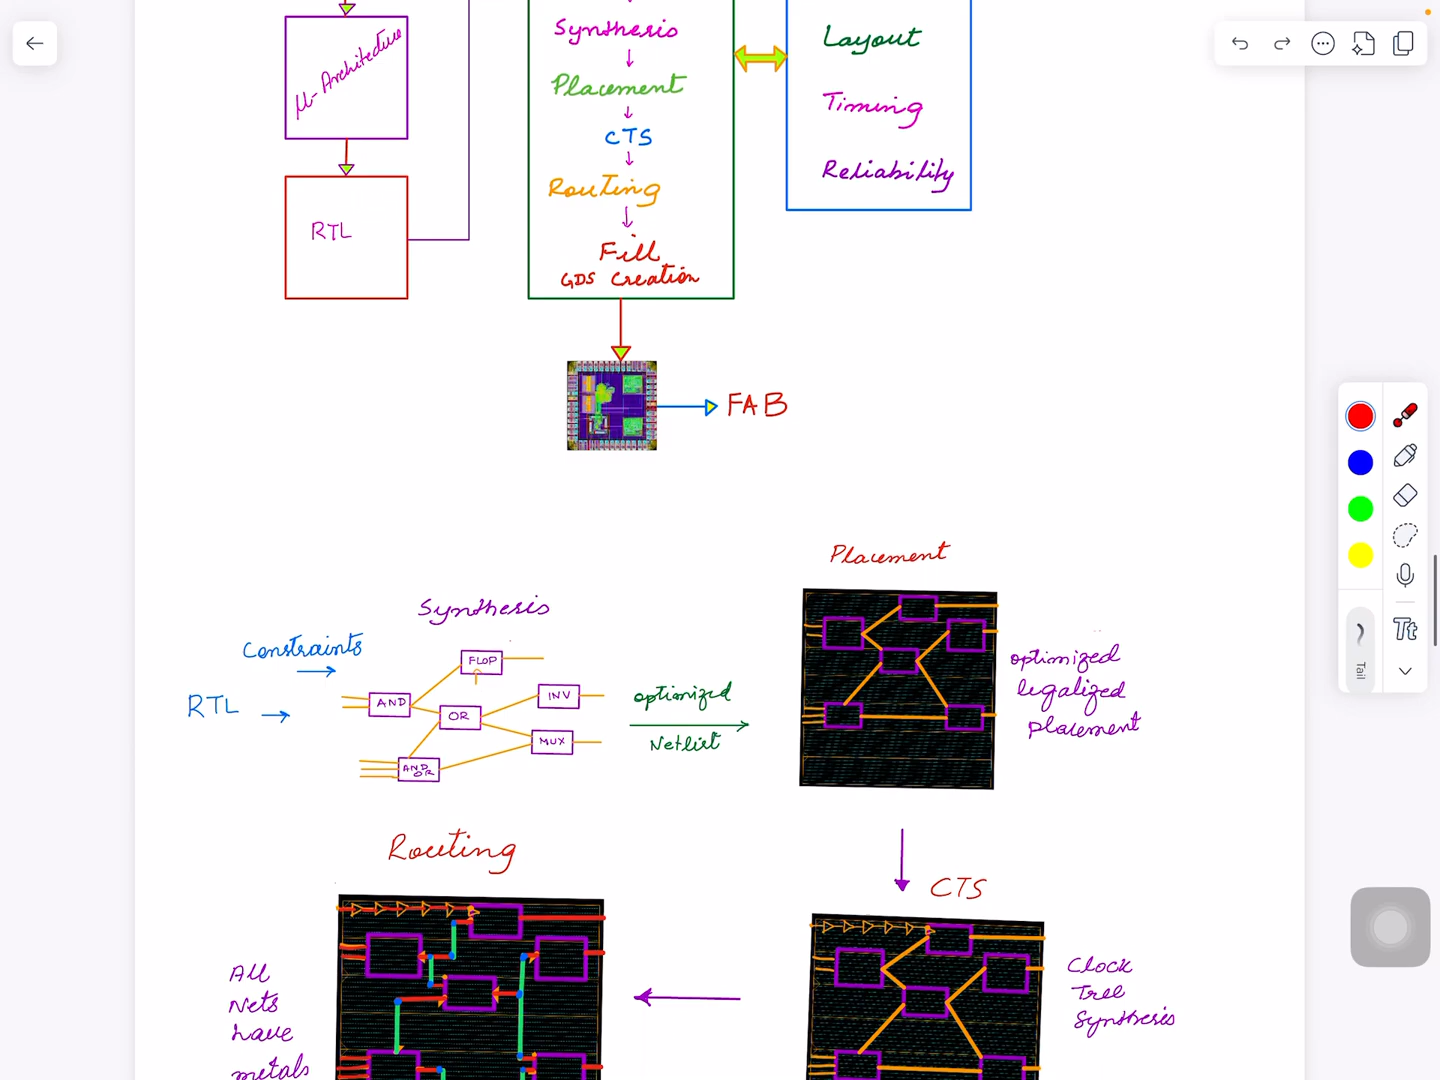 μ-Architecture
RTL
Synthesis
Placement
CTS
Routing
Fill
GDS Creation
Layout
Timing
Reliability
FAB
Synthesis
Constraints
RTL
FLOP
AND
OR
INV
MUX
AND
OR
optimized
Netlist
Placement
optimized
legalized
placement
Routing
All
Nets
have
metals
CTS
Clock
Tree
Synthesis
Tt
Tail